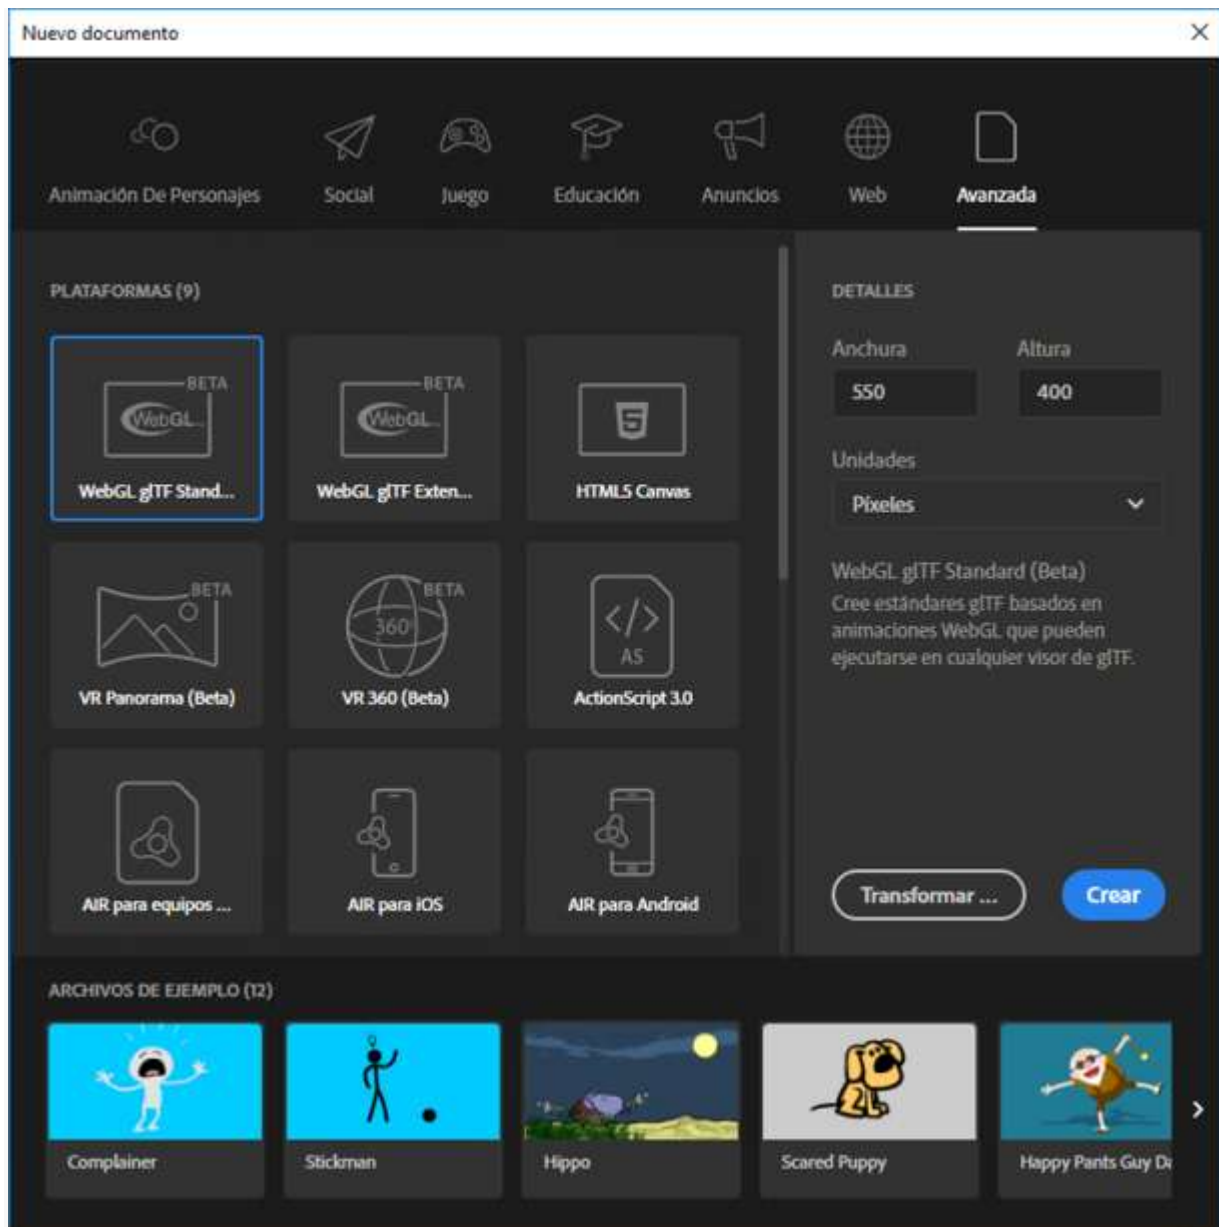 Nuevo documento
Animación De Personajes
Social
Juego
Educación
Anuncios
Web
Avanzada
PLATAFORMAS (9)
BETA
WebGL
WebGL glTF Stand...
BETA
WebGL
WebGL glTF Exten...
5
HTML5 Canvas
BETA
VR Panorama (Beta)
BETA
360°
VR 360 (Beta)
</>
AS
ActionScript 3.0
AIR para equipos ...
AIR para iOS
AIR para Android
DETALLES
Anchura
Altura
550
400
Unidades
Píxeles
WebGL glTF Standard (Beta)
Cree estándares glTF basados en
animaciones WebGL que pueden
ejecutarse en cualquier visor de glTF.
Transformar ...
Crear
ARCHIVOS DE EJEMPLO (12)
Complainer
Stickman
Hippo
Scared Puppy
Happy Pants Guy Da